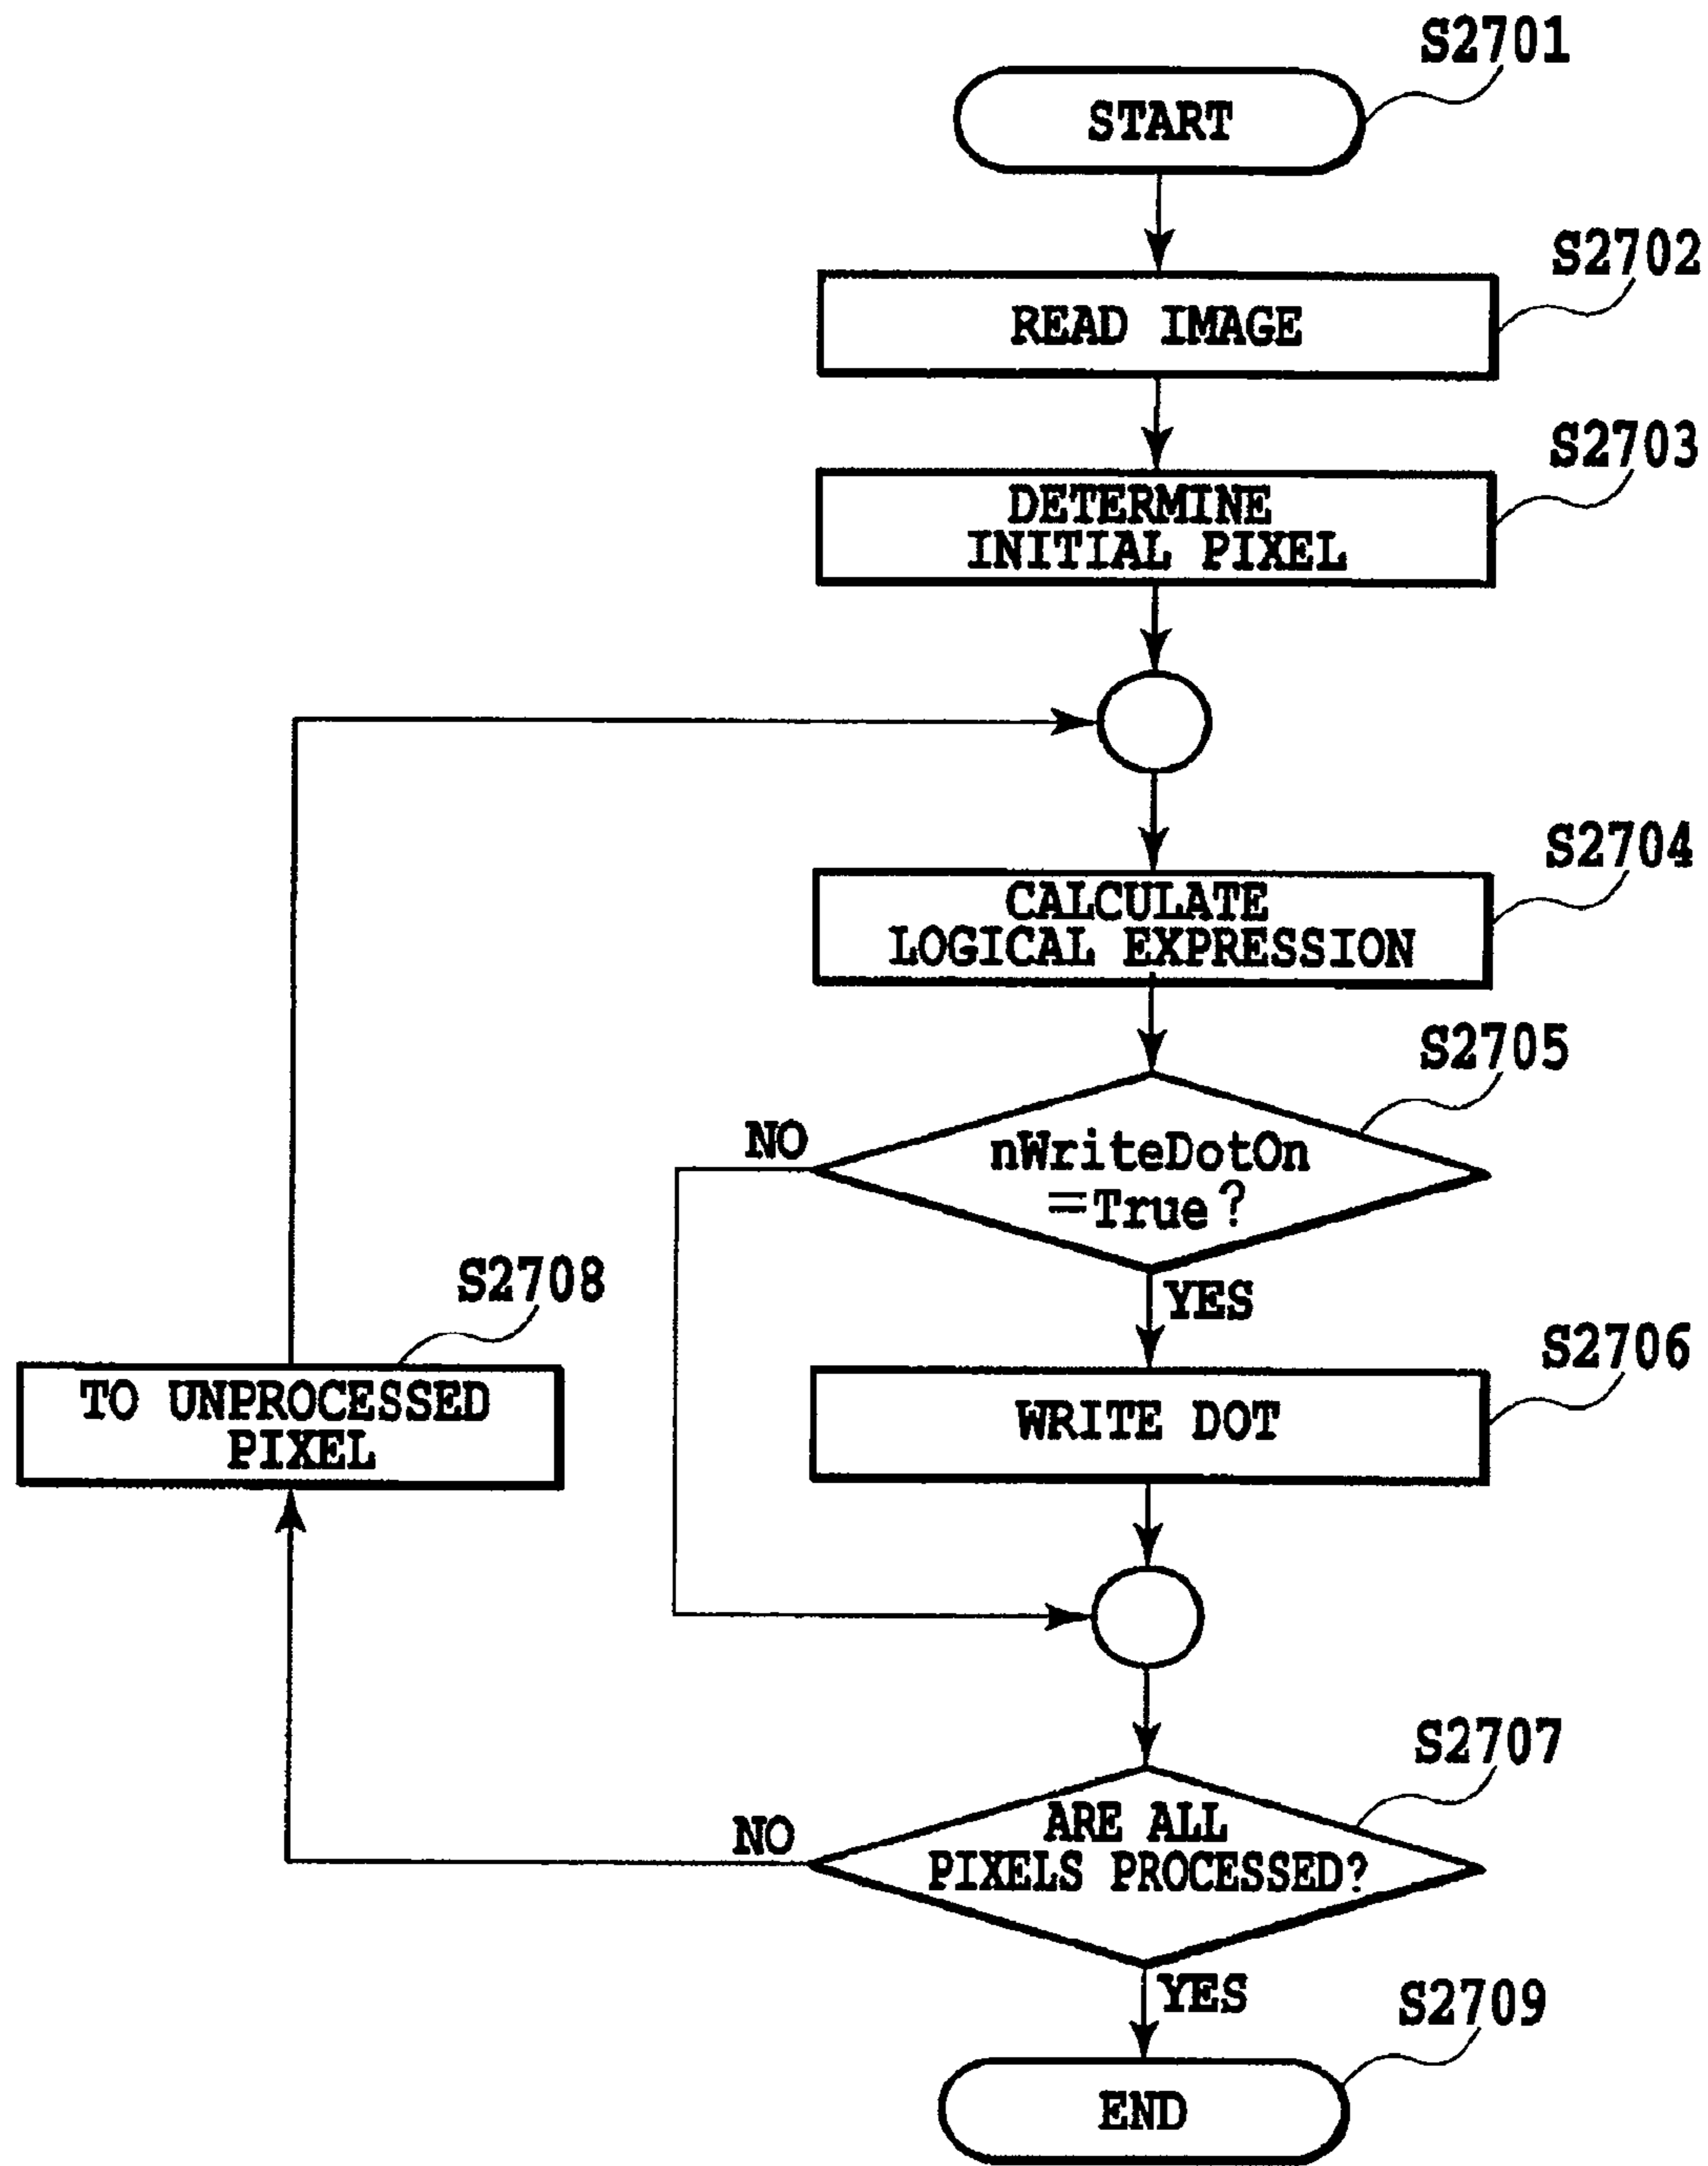 S2701
START
S2702
READ IMAGE
S2703
DETERMINE
INITIAL PIXEL
S2704
CALCULATE
LOGICAL EXPRESSION
S2705
NO
nWriteDotOn
=True?
YES
S2708
TO UNPROCESSED
PIXEL
S2706
WRITE DOT
S2707
NO
ARE ALL
PIXELS PROCESSED?
YES
S2709
END